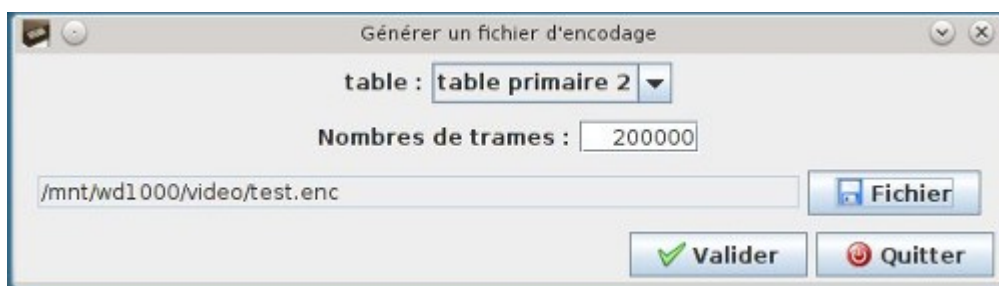 Générer un fichier d'encodage
table : table primaire 2
Nombres de trames : 200000
/mnt/wd1000/video/test.enc Fichier
Valider Quitter